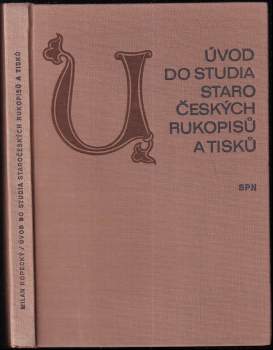 MILAN KOPECKÝ / ÚVOD DO STUDIA STAROČESKÝCH RUKOPISŮ A TISKŮ
U
ÚVOD
DO STUDIA
STARO
ČESKÝCH
RUKOPISŮ
A TISKŮ
SPN